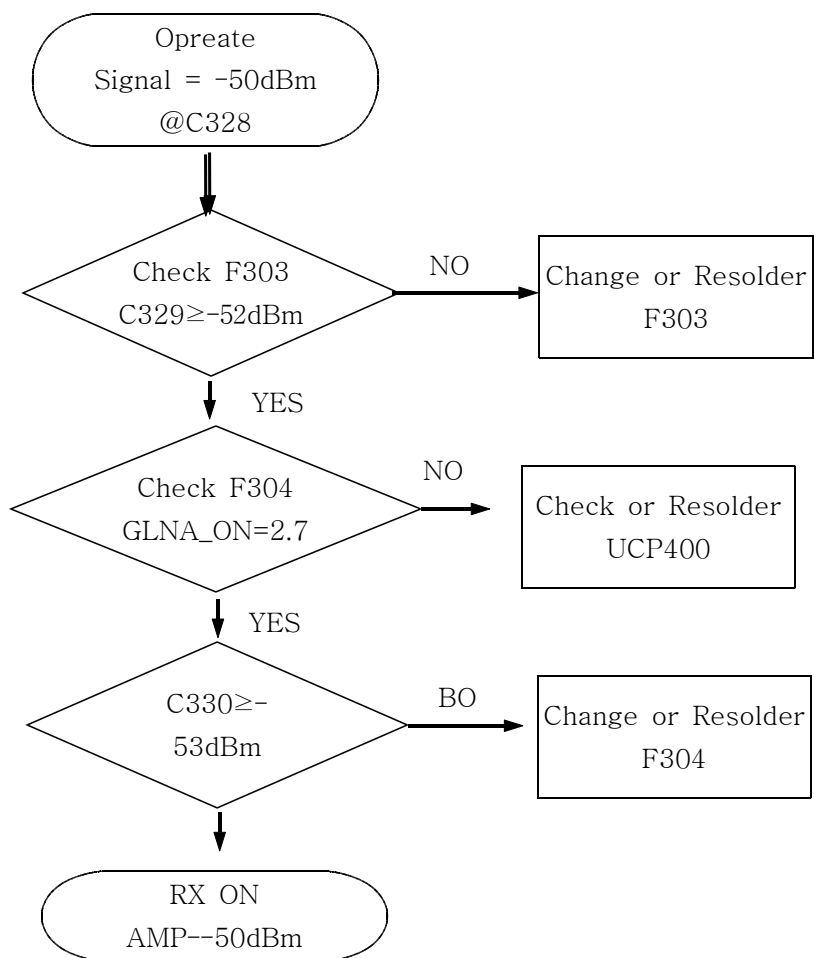 Opreate
Signal = -50dBm
@C328
Check F303
C329≥-52dBm
NO
Change or Resolder
F303
YES
Check F304
GLNA_ON=2.7
NO
Check or Resolder
UCP400
YES
C330≥-
53dBm
BO
Change or Resolder
F304
RX ON
AMP--50dBm